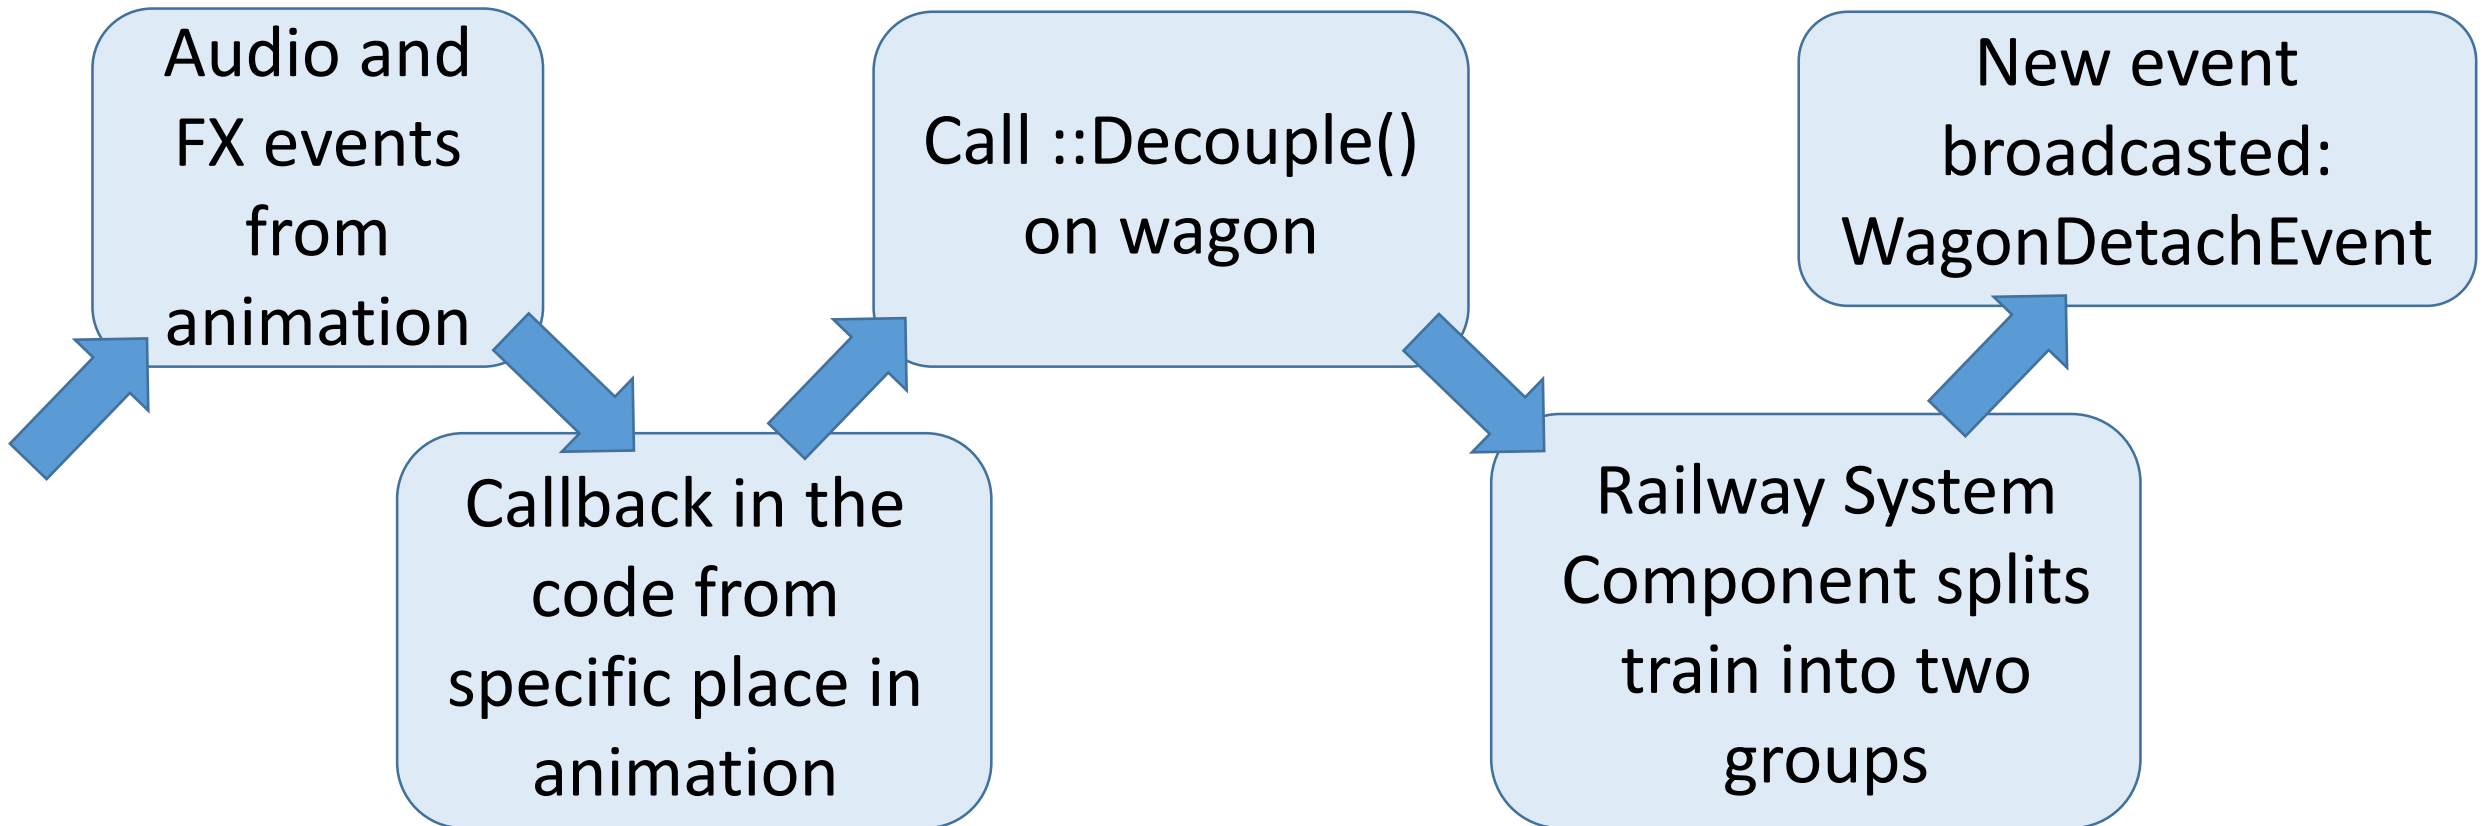 Audio and
FX events
from
animation
Callback in the
code from
specific place in
animation
Call ::Decouple()
on wagon
Railway System
Component splits
train into two
groups
New event
broadcasted:
WagonDetachEvent